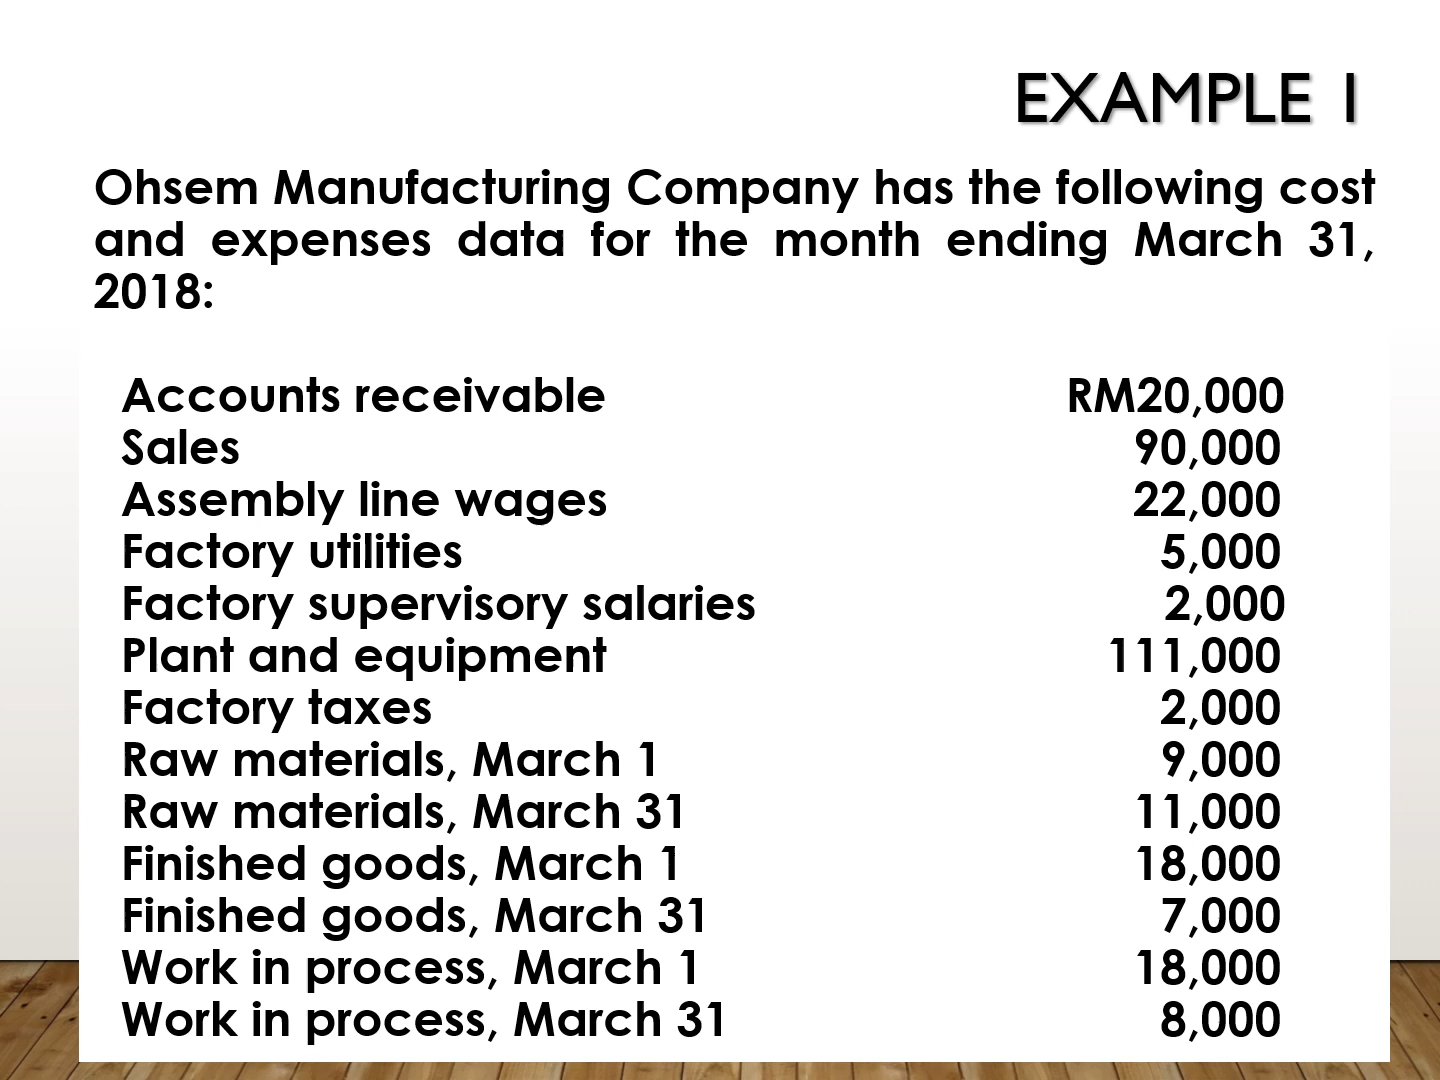 EXAMPLE 1
Ohsem Manufacturing Company has the following cost
and expenses data for the month ending March 31,
2018:
Accounts receivable RM20,000
Sales 90,000
Assembly line wages 22,000
Factory utilities 5,000
Factory supervisory salaries 2,000
Plant and equipment 111,000
Factory taxes 2,000
Raw materials, March 1 9,000
Raw materials, March 31 11,000
Finished goods, March 1 18,000
Finished goods, March 31 7,000
Work in process, March 1 18,000
Work in process, March 31 8,000